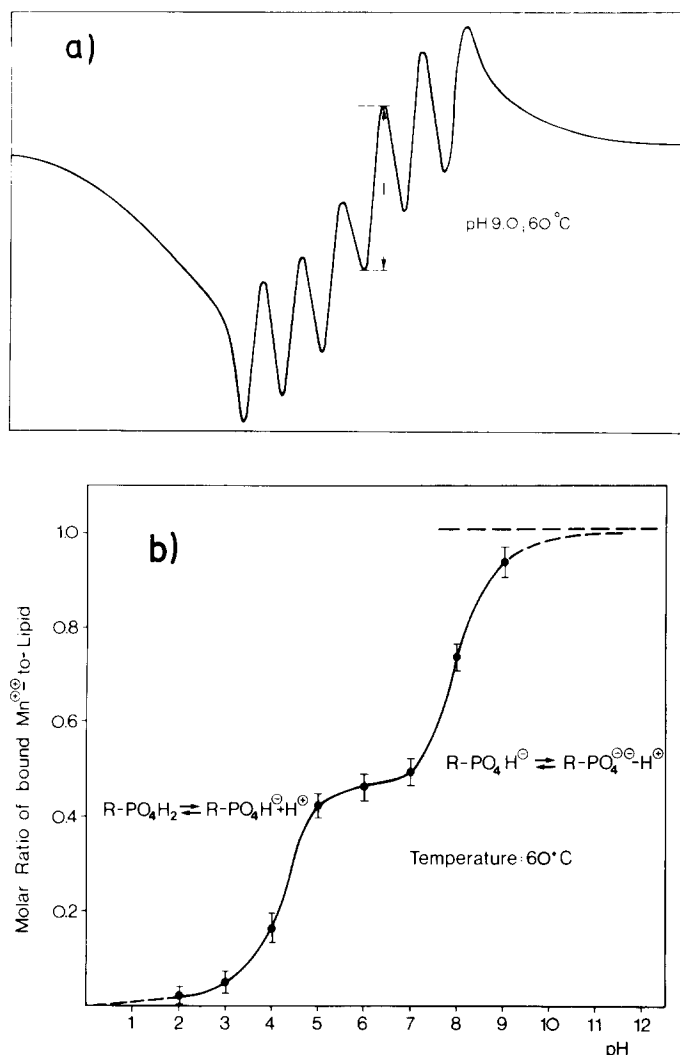 a)
I
pH 9.0, 60°C
b)
Molar Ratio of bound Mn⊕⊕-to-Lipid
1.0
0.8
0.6
0.4
0.2
R-PO₄H₂ ⇌ R-PO₄H⊖+H⊕
R-PO₄H⊖ ⇌ R-PO₄⊖⊖-H⊕
Temperature: 60°C
1 2 3 4 5 6 7 8 9 10 11 12
pH